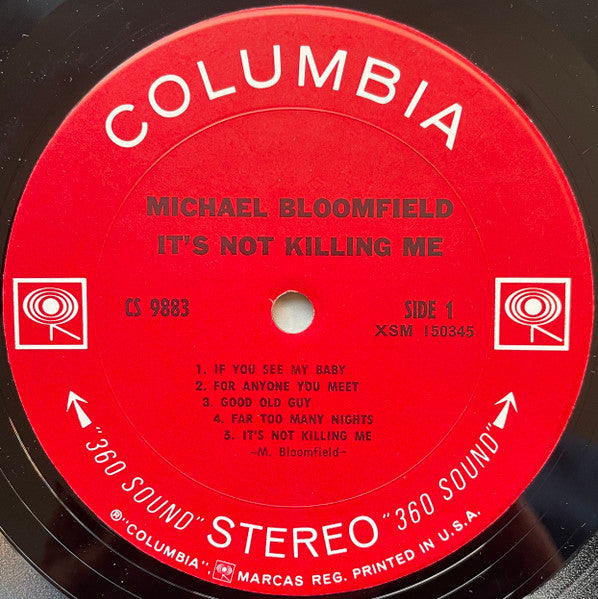 COLUMBIA
MICHAEL BLOOMFIELD
IT'S NOT KILLING ME
CS 9883
SIDE 1
XSM 150345
1. IF YOU SEE MY BABY
2. FOR ANYONE YOU MEET
3. GOOD OLD GUY
4. FAR TOO MANY NIGHTS
5. IT'S NOT KILLING ME
-M. Bloomfield-
"360 SOUND" STEREO "360 SOUND"
®"COLUMBIA", MARCAS REG. PRINTED IN U.S.A.